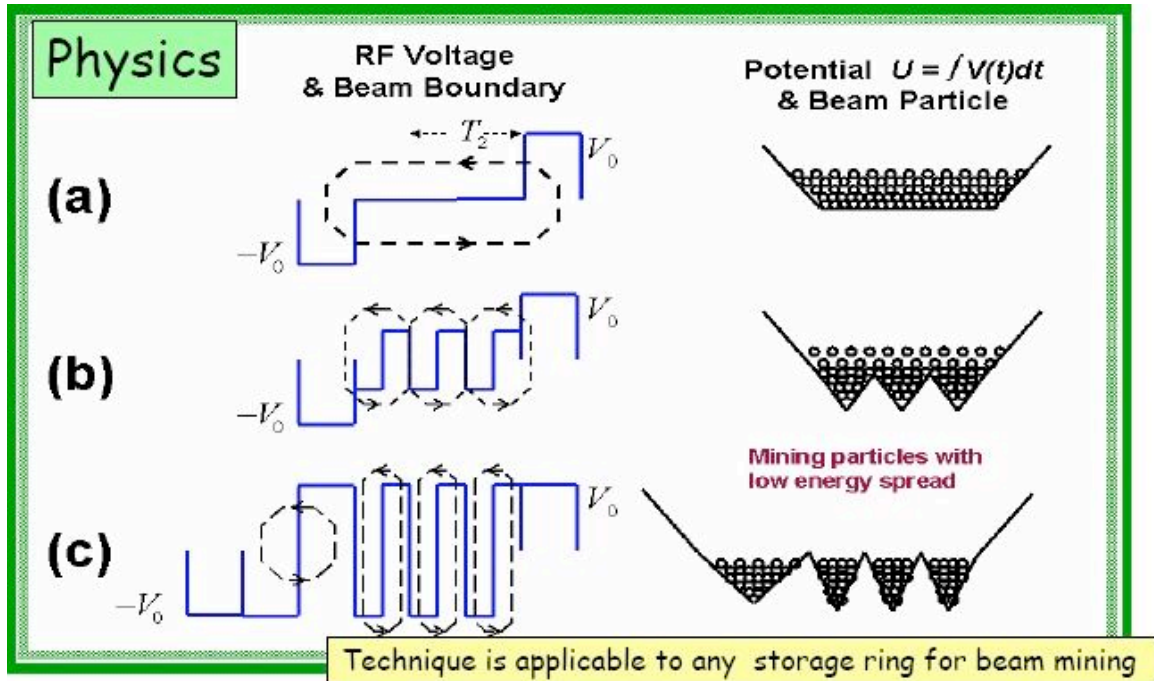 Physics
RF Voltage
& Beam Boundary
Potential U = ∫V(t)dt
& Beam Particle
(a)
T₂
V₀
−V₀
(b)
V₀
−V₀
Mining particles with
low energy spread
(c)
V₀
−V₀
Technique is applicable to any storage ring for beam mining